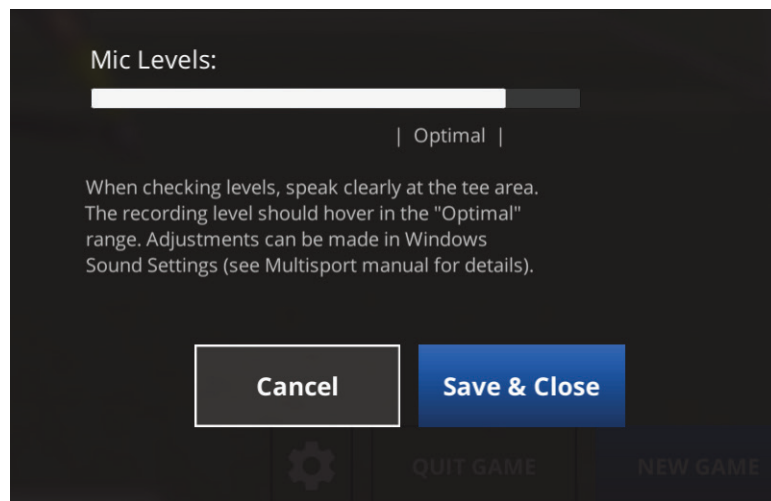 Mic Levels:
| Optimal |
When checking levels, speak clearly at the tee area.
The recording level should hover in the "Optimal"
range. Adjustments can be made in Windows
Sound Settings (see Multisport manual for details).
Cancel
Save & Close
QUIT GAME
NEW GAME